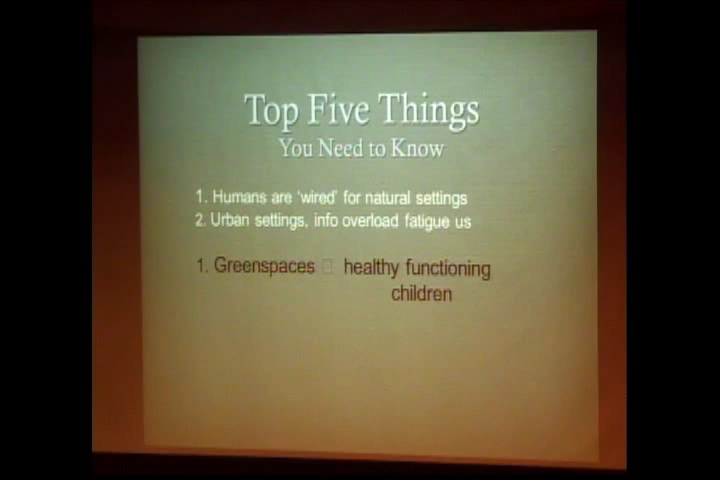 Top Five Things
You Need to Know
1. Humans are 'wired' for natural settings
2. Urban settings, info overload fatigue us
1. Greenspaces □ healthy functioning
children